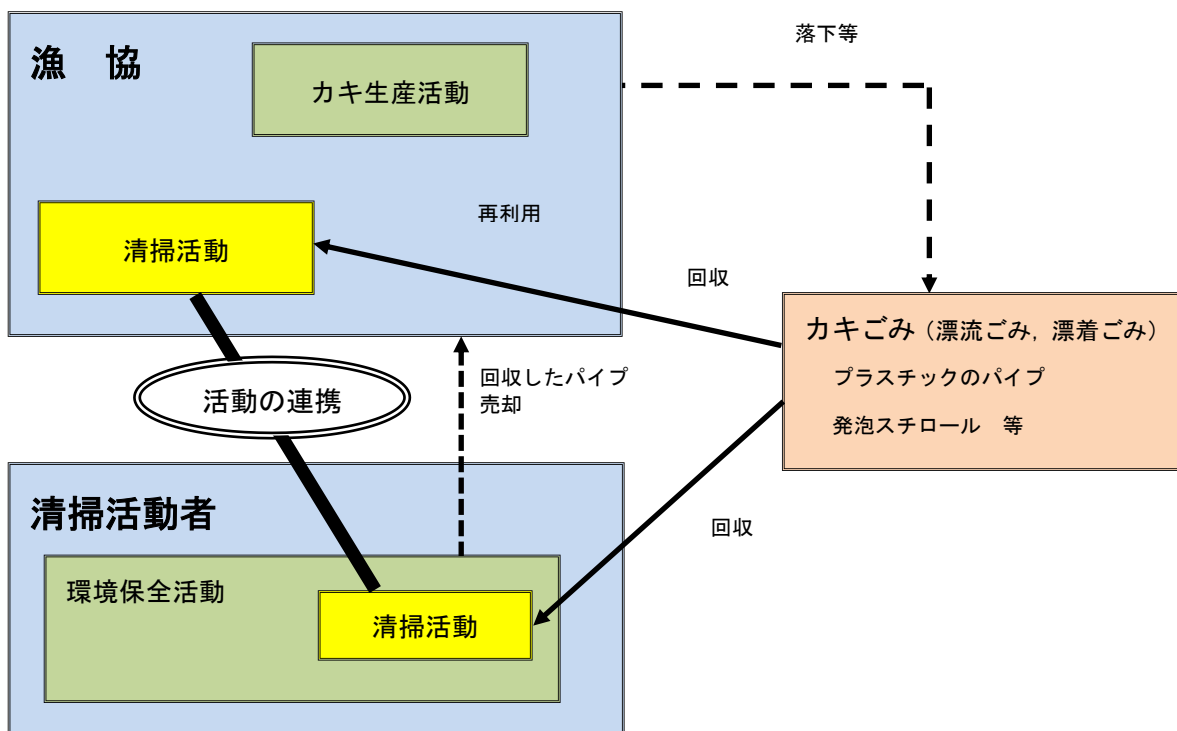 落下等
漁　協
カキ生産活動
再利用
清掃活動
回収
カキごみ（漂流ごみ，漂着ごみ）
プラスチックのパイプ
発泡スチロール　等
回収したパイプ
売却
活動の連携
清掃活動者
回収
環境保全活動
清掃活動